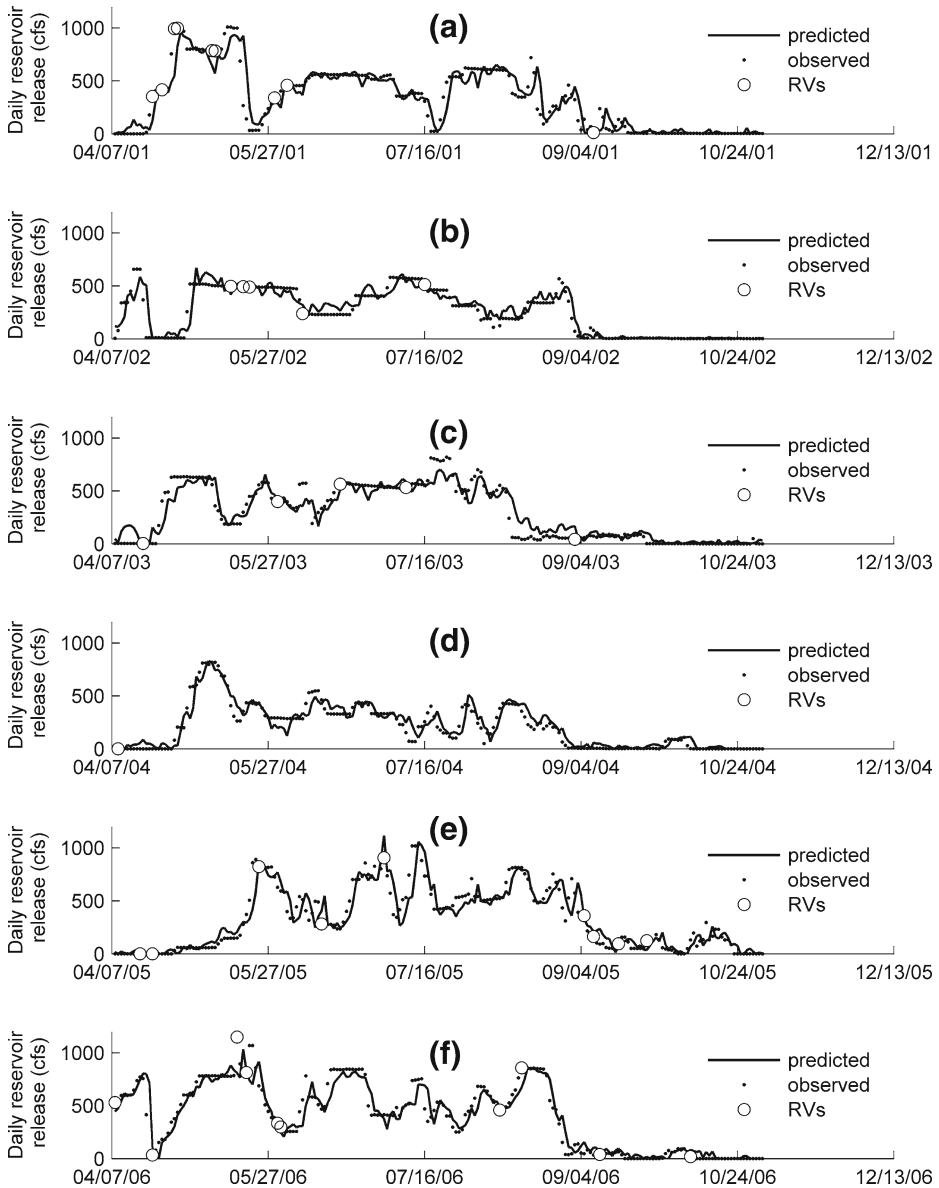 (a)
Daily reservoir
release (cfs)
1000
500
0
predicted
observed
RVs
04/07/01 05/27/01 07/16/01 09/04/01 10/24/01 12/13/01
(b)
Daily reservoir
release (cfs)
1000
500
0
predicted
observed
RVs
04/07/02 05/27/02 07/16/02 09/04/02 10/24/02 12/13/02
(c)
Daily reservoir
release (cfs)
1000
500
0
predicted
observed
RVs
04/07/03 05/27/03 07/16/03 09/04/03 10/24/03 12/13/03
(d)
Daily reservoir
release (cfs)
1000
500
0
predicted
observed
RVs
04/07/04 05/27/04 07/16/04 09/04/04 10/24/04 12/13/04
(e)
Daily reservoir
release (cfs)
1000
500
0
predicted
observed
RVs
04/07/05 05/27/05 07/16/05 09/04/05 10/24/05 12/13/05
(f)
Daily reservoir
release (cfs)
1000
500
0
predicted
observed
RVs
04/07/06 05/27/06 07/16/06 09/04/06 10/24/06 12/13/06